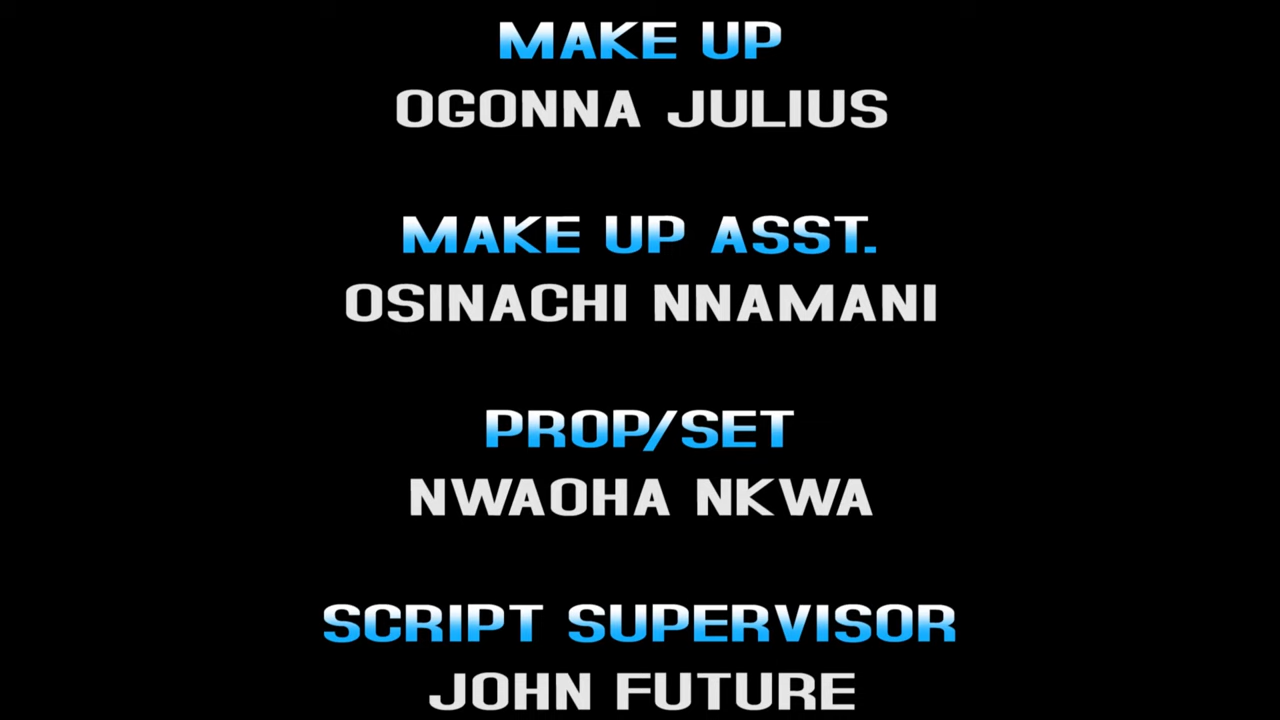 MAKE UP
OGONNA JULIUS
MAKE UP ASST.
OSINACHI NNAMANI
PROP/SET
NWAOHA NKWA
SCRIPT SUPERVISOR
JOHN FUTURE